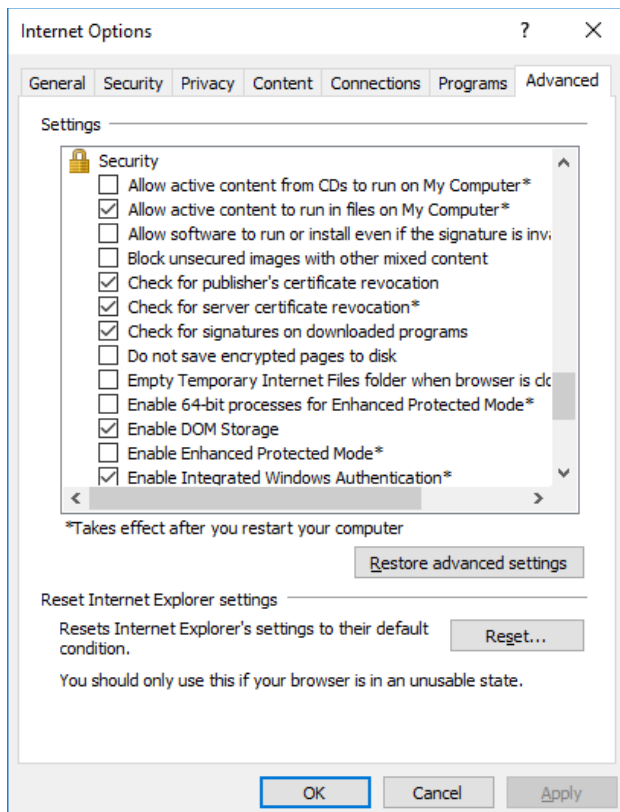 Internet Options
General Security Privacy Content Connections Programs Advanced
Settings
Security
Allow active content from CDs to run on My Computer*
Allow active content to run in files on My Computer*
Allow software to run or install even if the signature is inva
Block unsecured images with other mixed content
Check for publisher's certificate revocation
Check for server certificate revocation*
Check for signatures on downloaded programs
Do not save encrypted pages to disk
Empty Temporary Internet Files folder when browser is clo
Enable 64-bit processes for Enhanced Protected Mode*
Enable DOM Storage
Enable Enhanced Protected Mode*
Enable Integrated Windows Authentication*
*Takes effect after you restart your computer
Restore advanced settings
Reset Internet Explorer settings
Resets Internet Explorer's settings to their default
condition.
Reset...
You should only use this if your browser is in an unusable state.
OK Cancel Apply